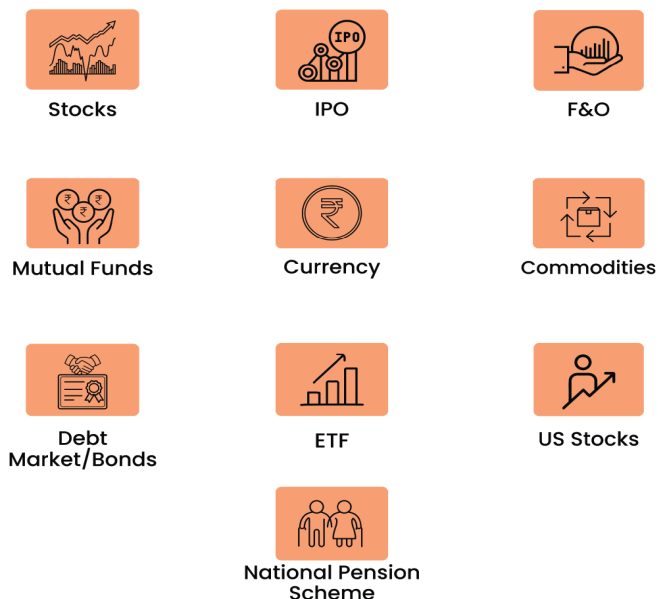 IPO
Stocks
IPO
F&O
₹ ₹ ₹
₹
Mutual Funds
Currency
Commodities
Debt
Market/Bonds
ETF
US Stocks
National Pension
Scheme